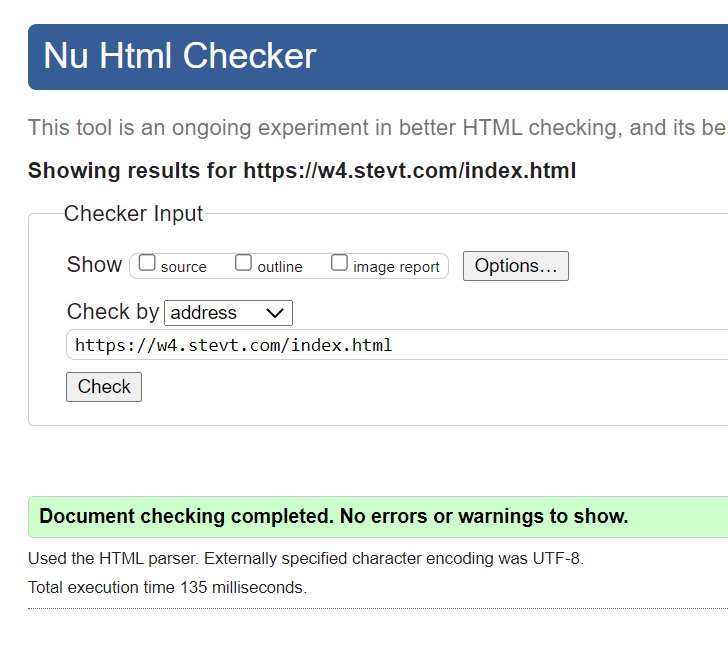 Nu Html Checker
This tool is an ongoing experiment in better HTML checking, and its be
Showing results for https://w4.stevt.com/index.html
Checker Input
Show source outline image report Options…
Check by address
https://w4.stevt.com/index.html
Check
Document checking completed. No errors or warnings to show.
Used the HTML parser. Externally specified character encoding was UTF-8.
Total execution time 135 milliseconds.